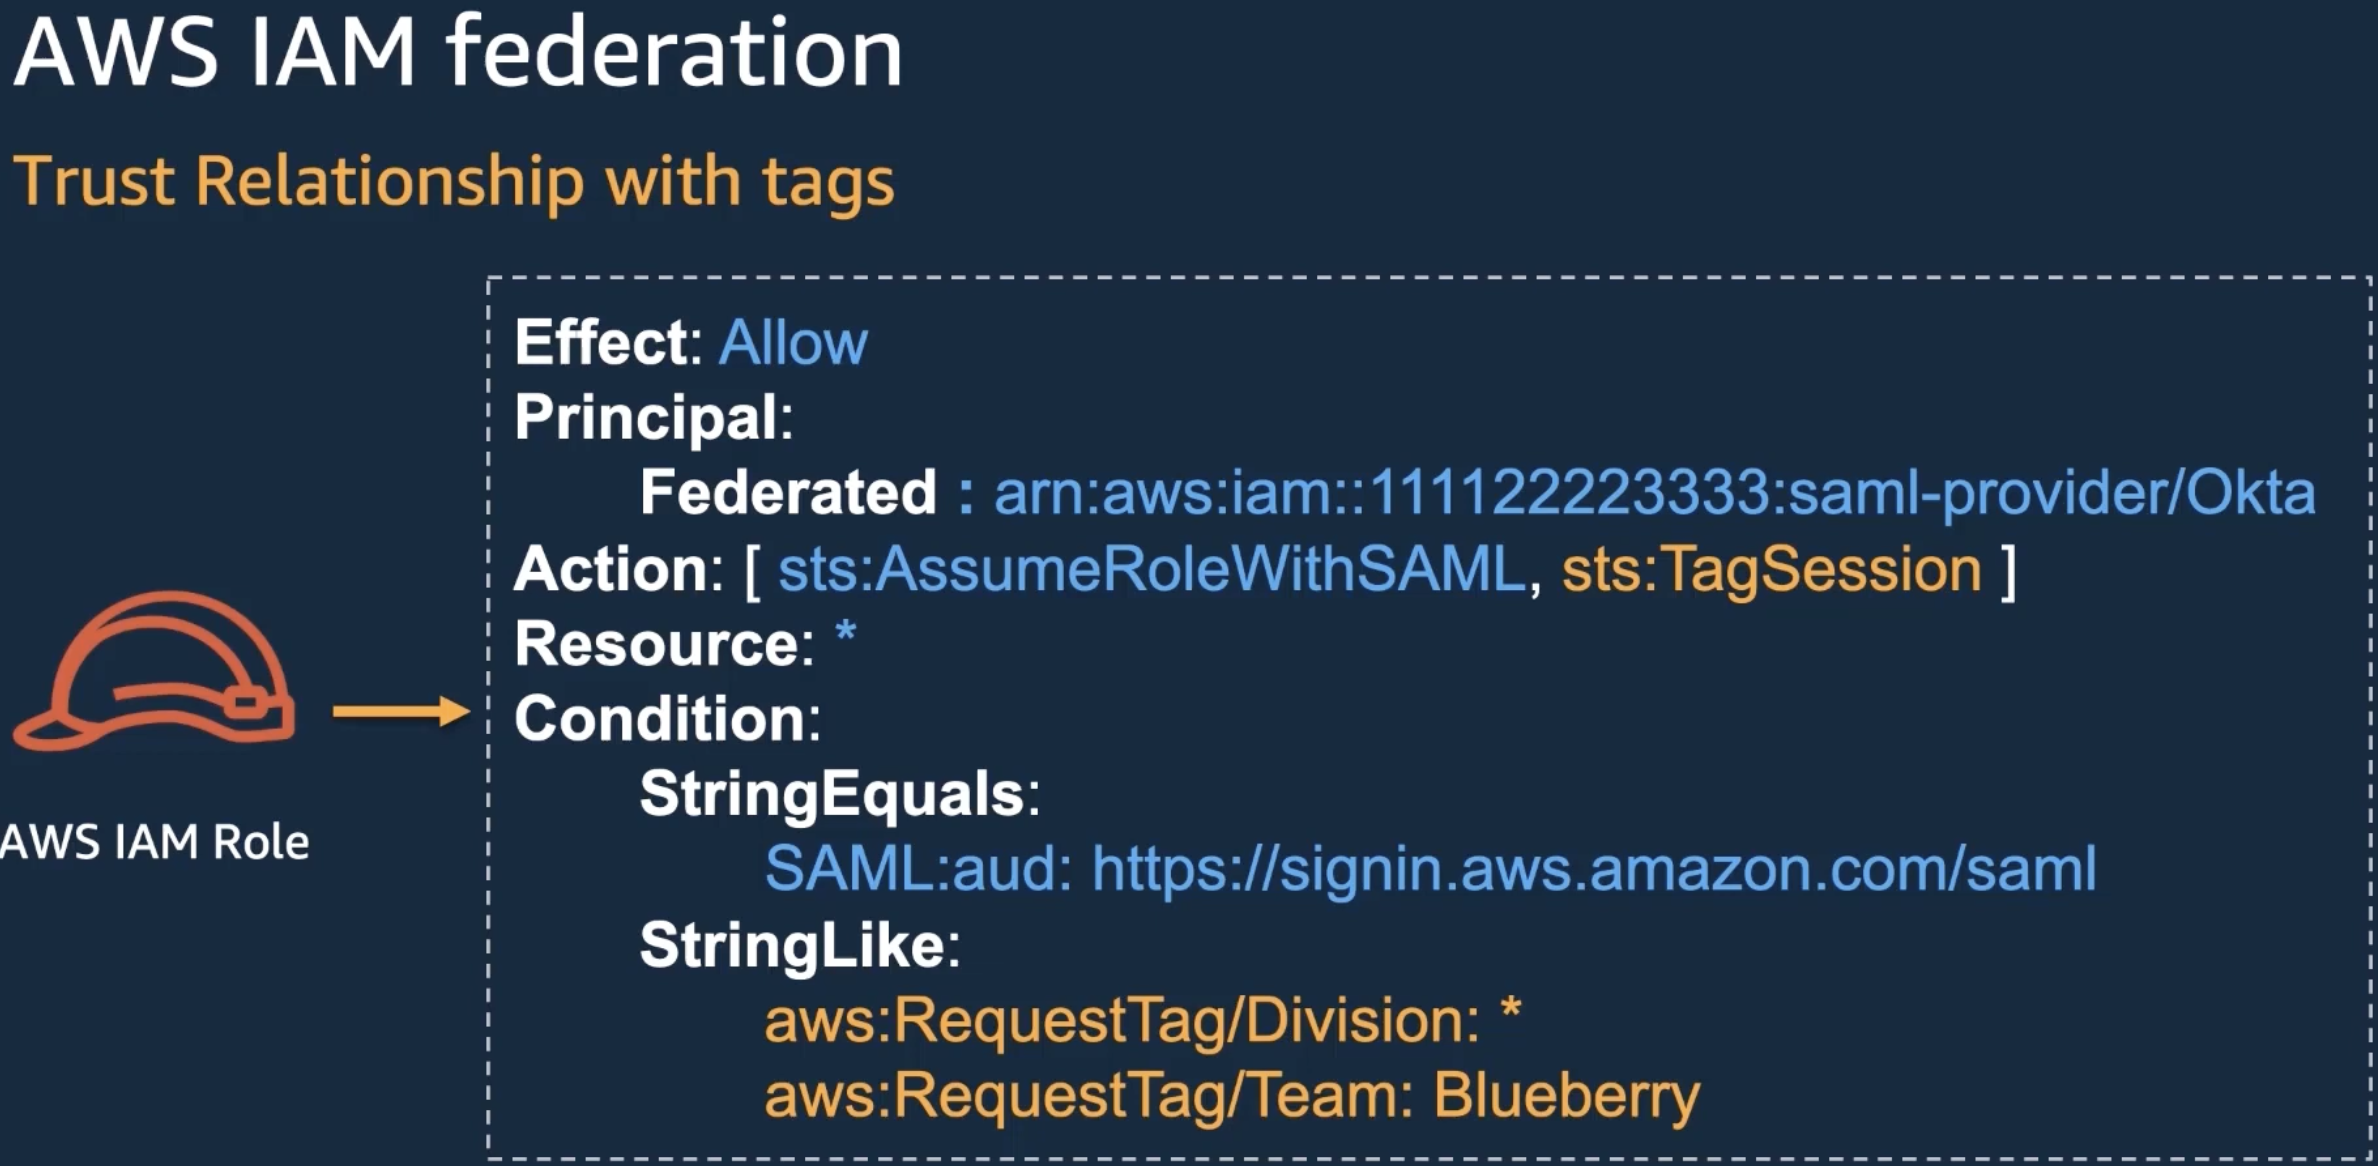 AWS IAM federation
Trust Relationship with tags
Effect: Allow
Principal:
Federated : arn:aws:iam::111122223333:saml-provider/Okta
Action: [ sts:AssumeRoleWithSAML, sts:TagSession ]
Resource: *
Condition:
StringEquals:
SAML:aud: https://signin.aws.amazon.com/saml
StringLike:
aws:RequestTag/Division: *
aws:RequestTag/Team: Blueberry
AWS IAM Role